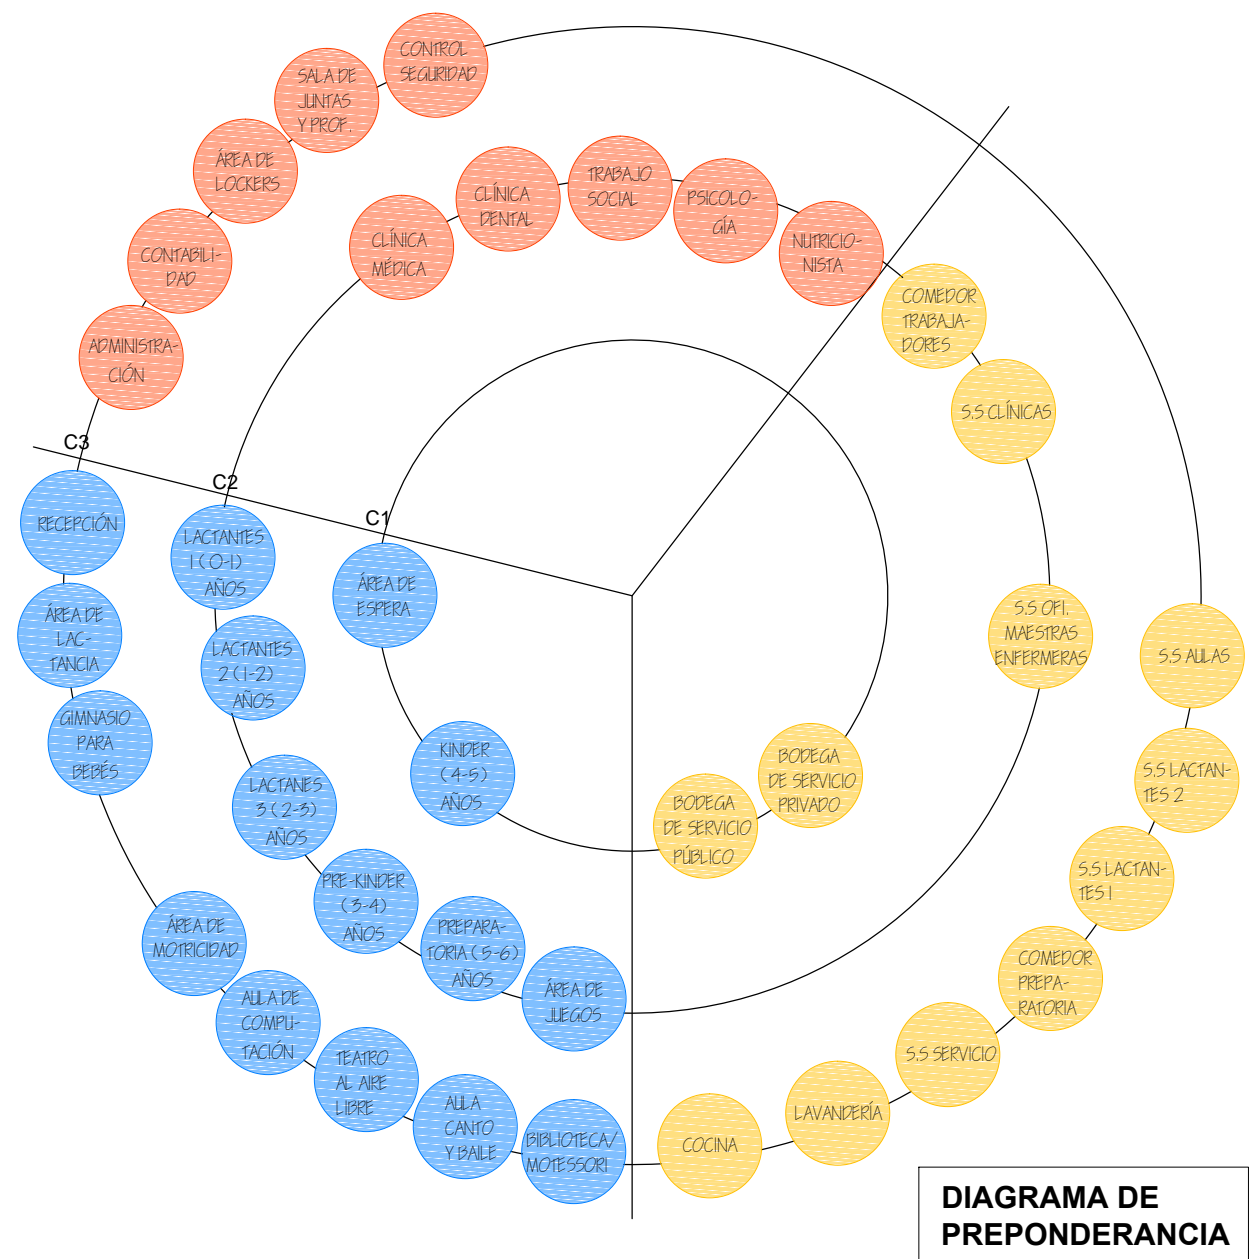 CONTROL
SEGURIDAD
SALA DE
JUNTAS
Y PROF.
ÁREA DE
LOCKERS
CONTABILI-
DAD
ADMINISTRA-
CIÓN
CLÍNICA
MÉDICA
CLÍNICA
DENTAL
TRABAJO
SOCIAL
PSICOLO-
GÍA
NUTRICIO-
NISTA
COMEDOR
TRABAJA-
DORES
S.S CLÍNICAS
S.S OFI.
MAESTRAS
ENFERMERAS
S.S AULAS
S.S LACTAN-
TES 2
S.S LACTAN-
TES 1
COMEDOR
PREPA-
RATORIA
S.S SERVICIO
LAVANDERÍA
COCINA
BODEGA
DE SERVICIO
PRIVADO
BODEGA
DE SERVICIO
PÚBLICO
C3
C2
C1
RECEPCIÓN
ÁREA DE
LAC-
TANCIA
GIMNASIO
PARA
BEBÉS
ÁREA DE
MOTRICIDAD
AULA DE
COMPU-
TACIÓN
TEATRO
AL AIRE
LIBRE
AULA
CANTO
Y BAILE
BIBLIOTECA/
MOTESSORI
LACTANTES
1 (0-1)
AÑOS
LACTANTES
2 (1-2)
AÑOS
LACTANES
3 (2-3)
AÑOS
PRE-KINDER
(3-4)
AÑOS
PREPARA-
TORIA (5-6)
AÑOS
ÁREA DE
JUEGOS
ÁREA DE
ESPERA
KINDER
(4-5)
AÑOS
DIAGRAMA DE
PREPONDERANCIA